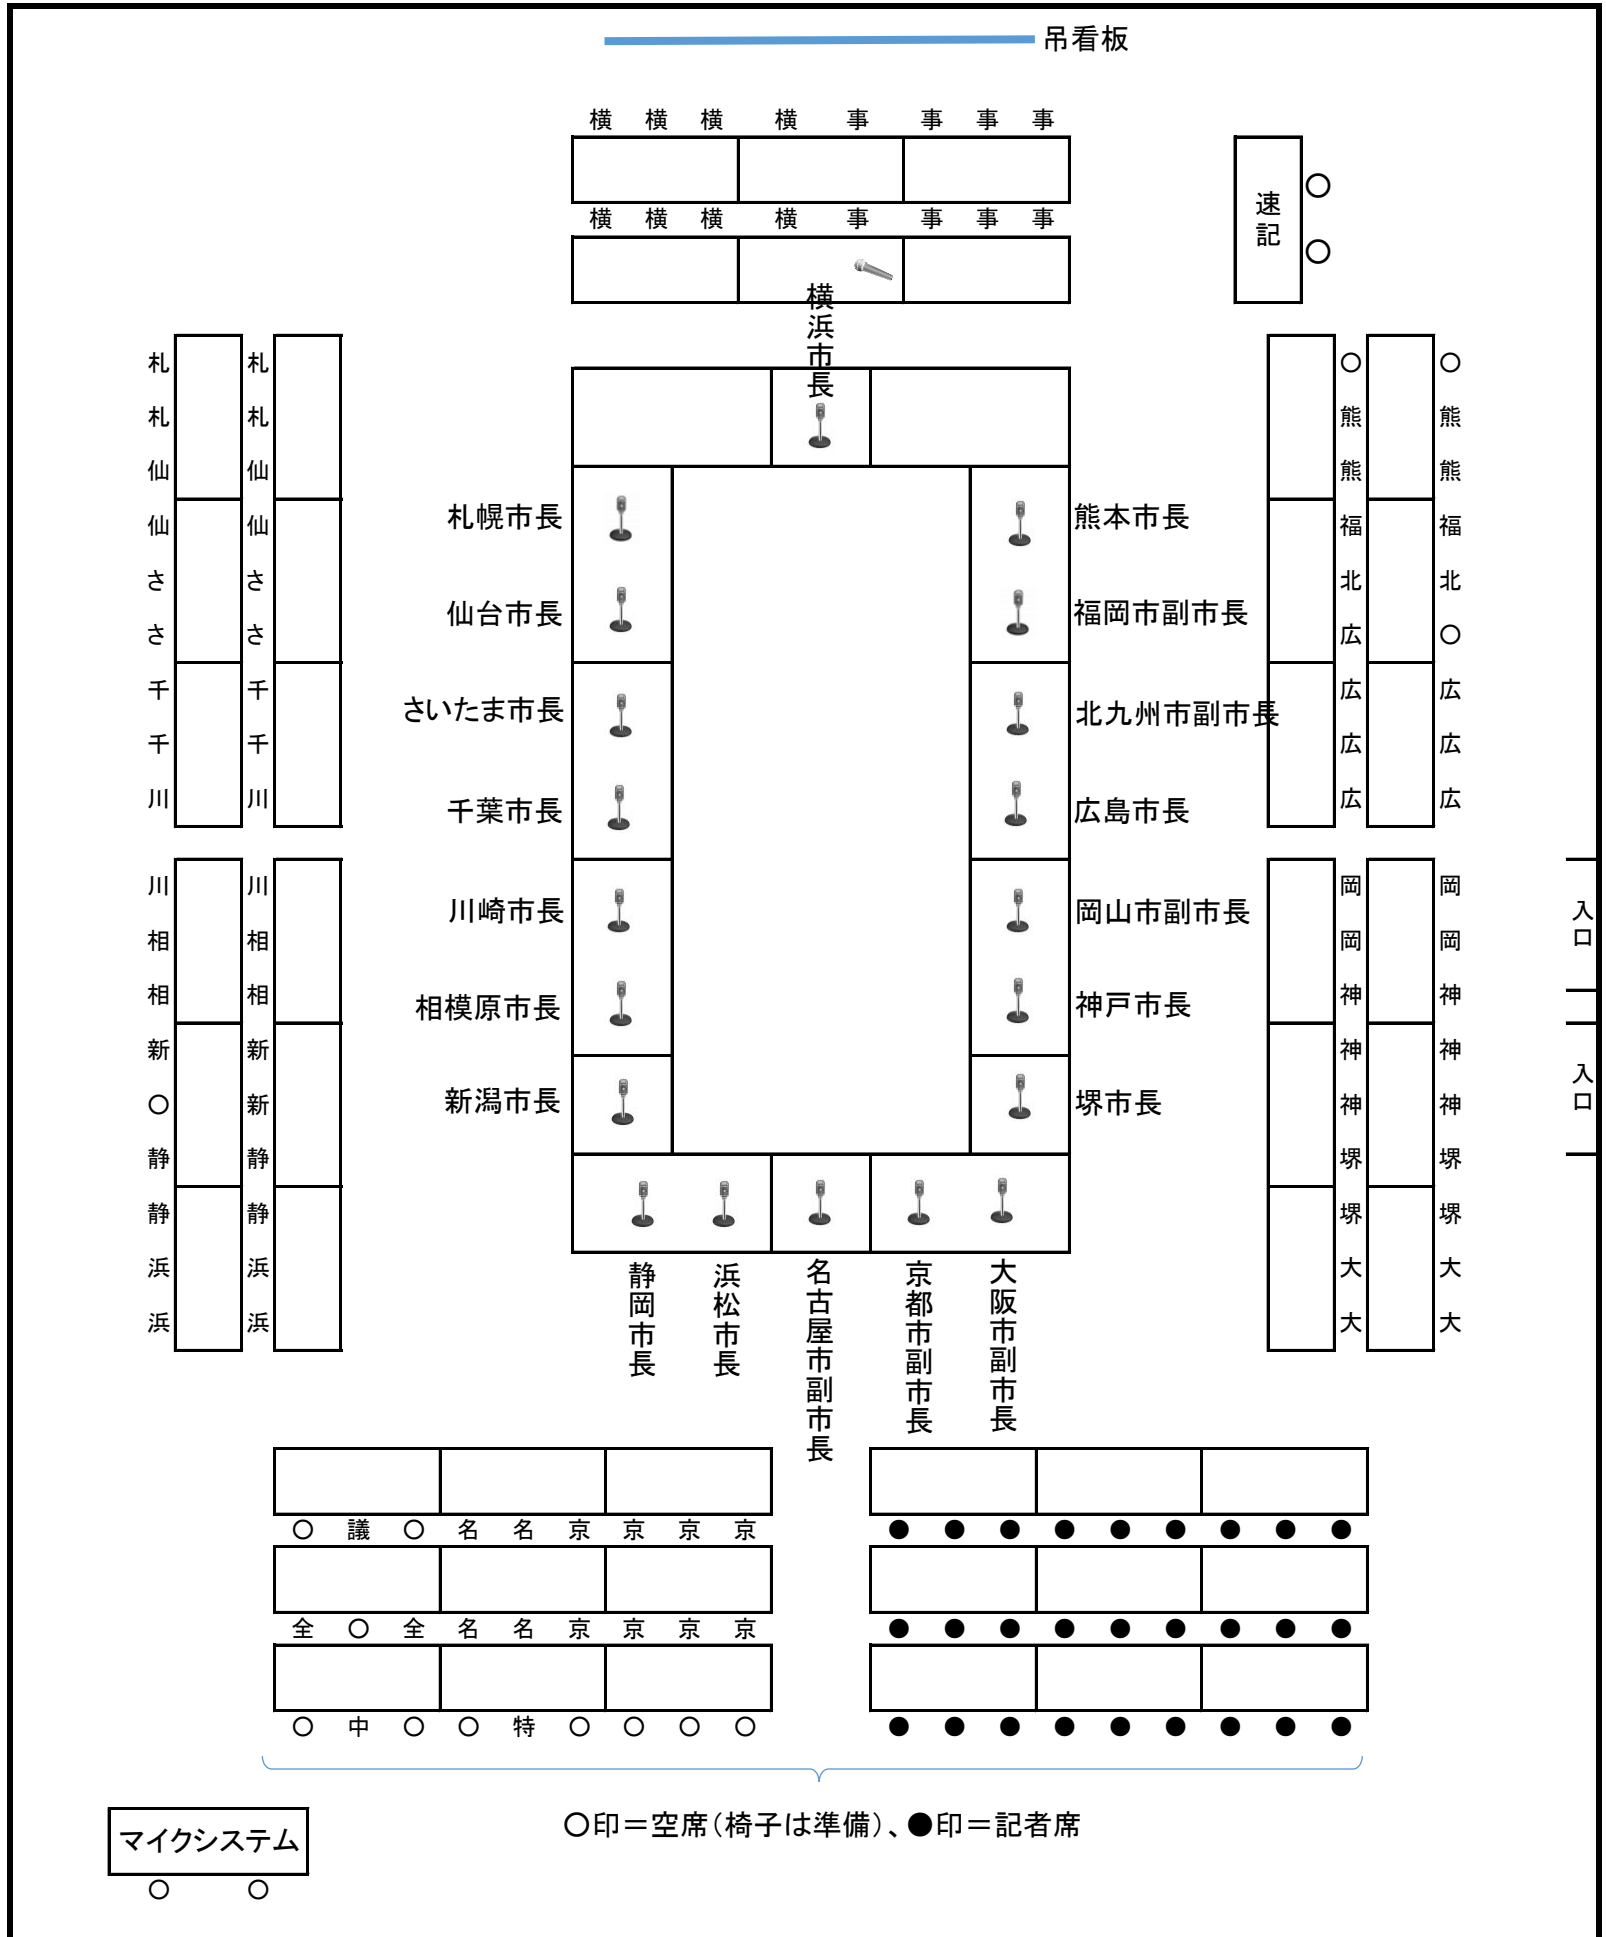 吊看板
横 横 横 横 事 事 事 事
横 横 横 横 事 事 事 事
速記
○
○
横浜市長
札 札 仙 仙 さ さ 千 千 川
札 札 仙 仙 さ さ 千 千 川
川 相 相 新 ○ 静 静 浜 浜
川 相 相 新 新 静 静 浜 浜
札幌市長
仙台市長
さいたま市長
千葉市長
川崎市長
相模原市長
新潟市長
熊本市長
福岡市副市長
北九州市副市長
広島市長
岡山市副市長
神戸市長
堺市長
○ 熊 熊 福 北 広 広 広 広
○ 熊 熊 福 北 ○ 広 広 広
岡 岡 神 神 神 堺 堺 大 大
岡 岡 神 神 神 堺 堺 大 大
入口
入口
静岡市長
浜松市長
名古屋市副市長
京都市副市長
大阪市副市長
○ 議 ○ 名 名 京 京 京 京
● ● ● ● ● ● ● ● ●
全 ○ 全 名 名 京 京 京 京
● ● ● ● ● ● ● ● ●
○ 中 ○ ○ 特 ○ ○ ○ ○
● ● ● ● ● ● ● ● ●
○印＝空席（椅子は準備）、●印＝記者席
マイクシステム
○ ○